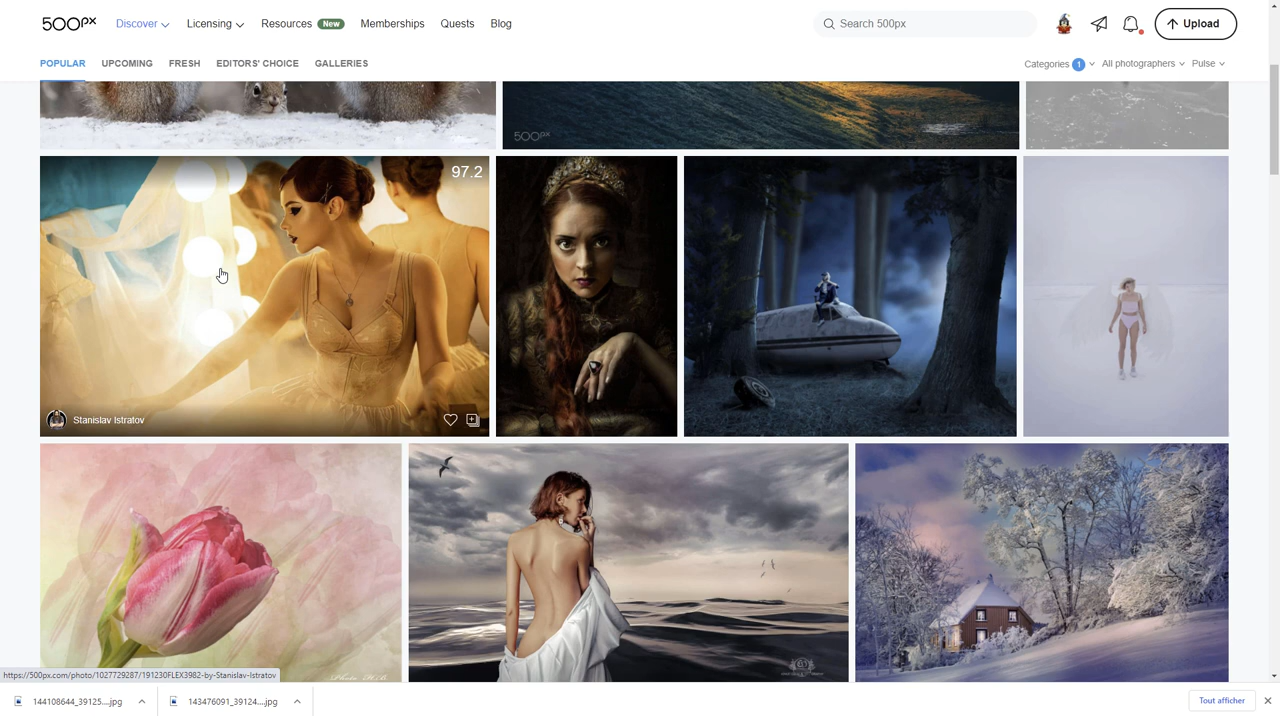 500px
Discover
Licensing
Resources New
Memberships
Quests
Blog
Search 500px
Upload
POPULAR
UPCOMING
FRESH
EDITORS' CHOICE
GALLERIES
Categories 1
All photographers
Pulse
500px
97.2
Stanislav Istratov
https://500px.com/photo/1027729287/191230FLEX3982-by-Stanislav-Istratov
144108644_39125....jpg
143476091_39124....jpg
Tout afficher